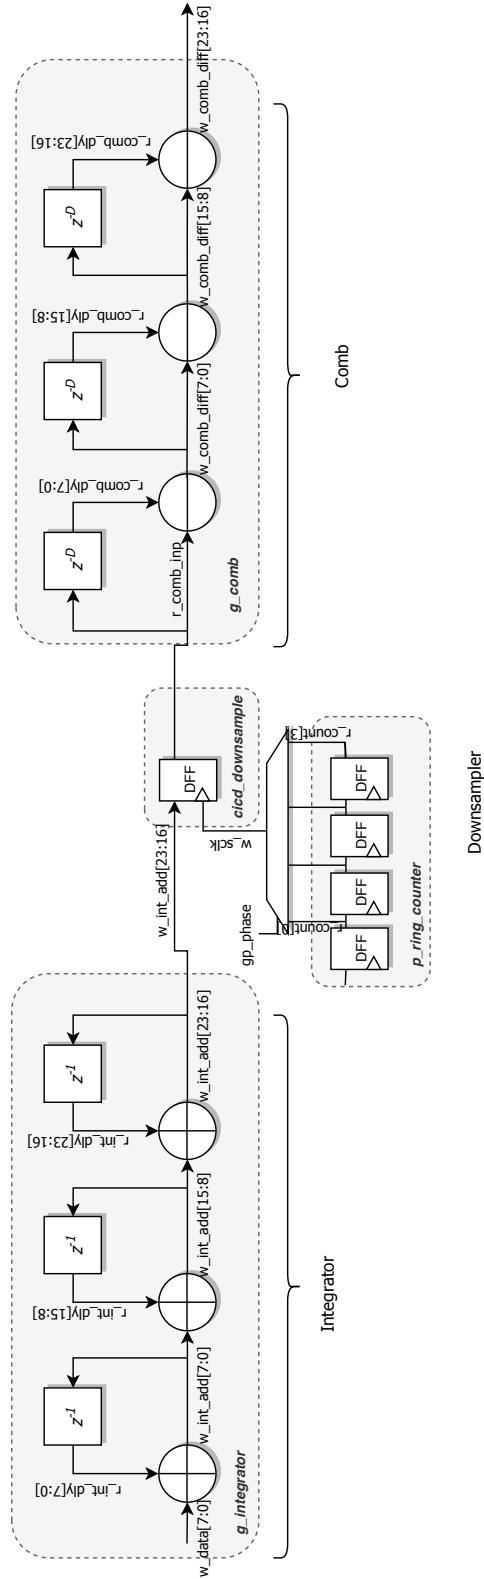 w_data[7:0]
r_int_dly[7:0]
z-1
w_int_add[7:0]
g_integrator
r_int_dly[15:8]
z-1
w_int_add[15:8]
r_int_dly[23:16]
z-1
w_int_add[23:16]
Integrator
w_int_add[23:16]
DFF
cicd_downsample
w_sclk
gp_phase
r_count[0]
r_count[3]
DFF
DFF
DFF
DFF
p_ring_counter
Downsampler
r_comb_inp
z-D
r_comb_dly[7:0]
w_comb_diff[7:0]
g_comb
z-D
r_comb_dly[15:8]
w_comb_diff[15:8]
z-D
r_comb_dly[23:16]
w_comb_diff[23:16]
Comb